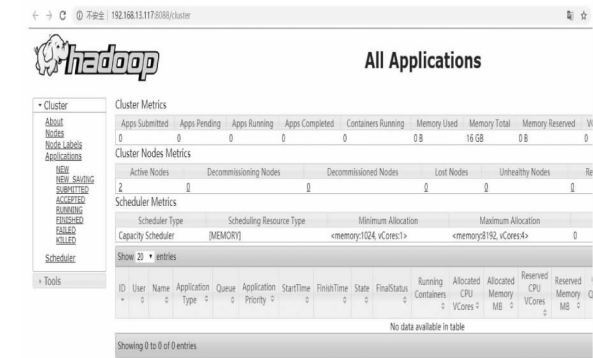 不安全 | 192.168.13.117:8088/cluster
hadoop
All Applications
Cluster
About
Nodes
Node Labels
Applications
NEW
NEW_SAVING
SUBMITTED
ACCEPTED
RUNNING
FINISHED
FAILED
KILLED
Scheduler
Tools
Cluster Metrics
Apps Submitted Apps Pending Apps Running Apps Completed Containers Running Memory Used Memory Total Memory Reserved
0 0 0 0 0 0 B 16 GB 0 B 0
Cluster Nodes Metrics
Active Nodes Decommissioning Nodes Decommissioned Nodes Lost Nodes Unhealthy Nodes Re
2 0 0 0 0 0
Scheduler Metrics
Scheduler Type Scheduling Resource Type Minimum Allocation Maximum Allocation
Capacity Scheduler [MEMORY] <memory:1024, vCores:1> <memory:8192, vCores:4> 0
Show 20 entries
ID User Name Application Type Queue Application Priority StartTime FinishTime State FinalStatus Running Containers Allocated CPU VCores Allocated Memory MB Reserved CPU VCores Reserved Memory MB
No data available in table
Showing 0 to 0 of 0 entries